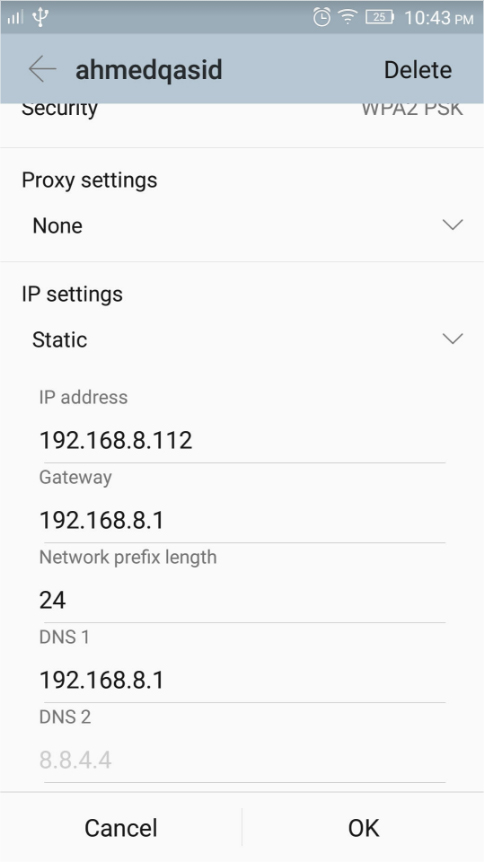 25 10:43 PM
ahmedqasid Delete
Security WPA2 PSK
Proxy settings
None
IP settings
Static
IP address
192.168.8.112
Gateway
192.168.8.1
Network prefix length
24
DNS 1
192.168.8.1
DNS 2
8.8.4.4
Cancel OK